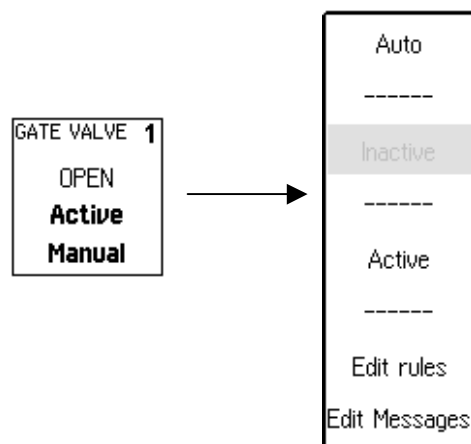 GATE VALVE 1
OPEN
Active
Manual
Auto
------
Inactive
------
Active
------
Edit rules
Edit Messages